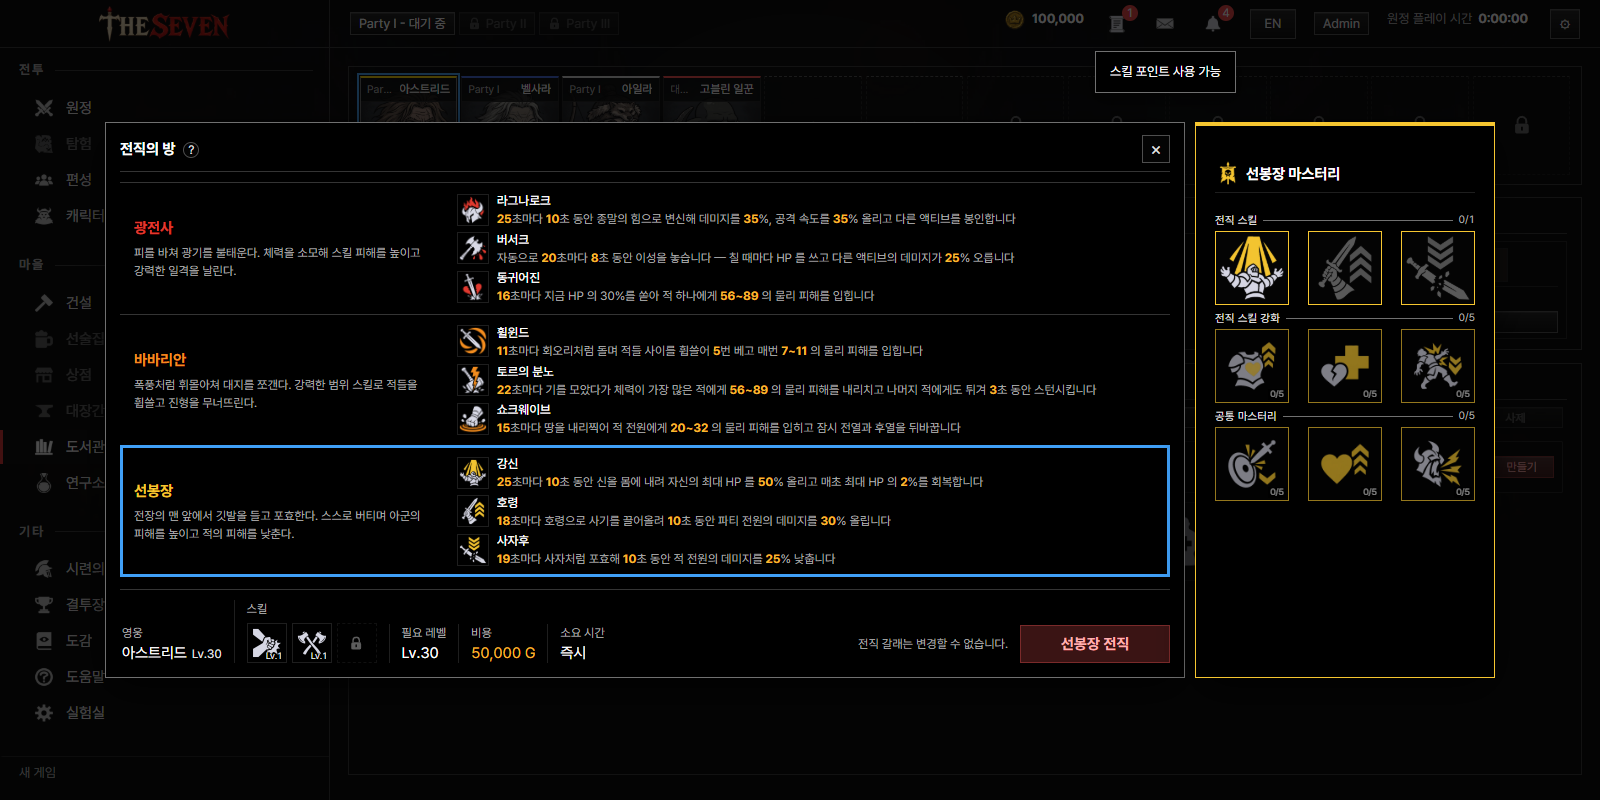 THE SEVEN
Party I - 대기 중
Party II
Party III
100,000
1
4
EN
Admin
원정 플레이 시간 0:00:00
스킬 포인트 사용 가능
전투
원정
탐험
편성
캐릭터
마을
건설
선술집
상점
대장간
도서관
연구소
기타
시련의
결투장
도감
도움말
실험실
새 게임
Par... 아스트리드
Party I 벨사라
Party I 아일라
대... 고블린 일꾼
전직의 방 ?
광전사
피를 바쳐 광기를 불태운다. 체력을 소모해 스킬 피해를 높이고
강력한 일격을 날린다.
라그나로크
25초마다 10초 동안 종말의 힘으로 변신해 데미지를 35%, 공격 속도를 35% 올리고 다른 액티브를 봉인합니다
버서크
자동으로 20초마다 8초 동안 이성을 놓습니다 — 칠 때마다 HP 를 쓰고 다른 액티브의 데미지가 25% 오릅니다
동귀어진
16초마다 지금 HP 의 30%를 쏟아 적 하나에게 56~89 의 물리 피해를 입힙니다
바바리안
폭풍처럼 휘몰아쳐 대지를 쪼갠다. 강력한 범위 스킬로 적들을
휩쓸고 진형을 무너뜨린다.
휠윈드
11초마다 회오리처럼 돌며 적들 사이를 휩쓸어 5번 베고 매번 7~11 의 물리 피해를 입힙니다
토르의 분노
22초마다 기를 모았다가 체력이 가장 많은 적에게 56~89 의 물리 피해를 내리치고 나머지 적에게도 튀겨 3초 동안 스턴시킵니다
쇼크웨이브
15초마다 땅을 내리찍어 적 전원에게 20~32 의 물리 피해를 입히고 잠시 전열과 후열을 뒤바꿉니다
선봉장
전장의 맨 앞에서 깃발을 들고 포효한다. 스스로 버티며 아군의
피해를 높이고 적의 피해를 낮춘다.
강신
25초마다 10초 동안 신을 몸에 내려 자신의 최대 HP 를 50% 올리고 매초 최대 HP 의 2%를 회복합니다
호령
18초마다 호령으로 사기를 끌어올려 10초 동안 파티 전원의 데미지를 30% 올립니다
사자후
19초마다 사자처럼 포효해 10초 동안 적 전원의 데미지를 25% 낮춥니다
영웅
아스트리드 Lv.30
스킬
Lv.1
Lv.1
필요 레벨
Lv.30
비용
50,000 G
소요 시간
즉시
전직 갈래는 변경할 수 없습니다.
선봉장 전직
선봉장 마스터리
전직 스킬 0/1
전직 스킬 강화 0/5
0/5
0/5
0/5
공통 마스터리 0/5
0/5
0/5
0/5
사제
만들기